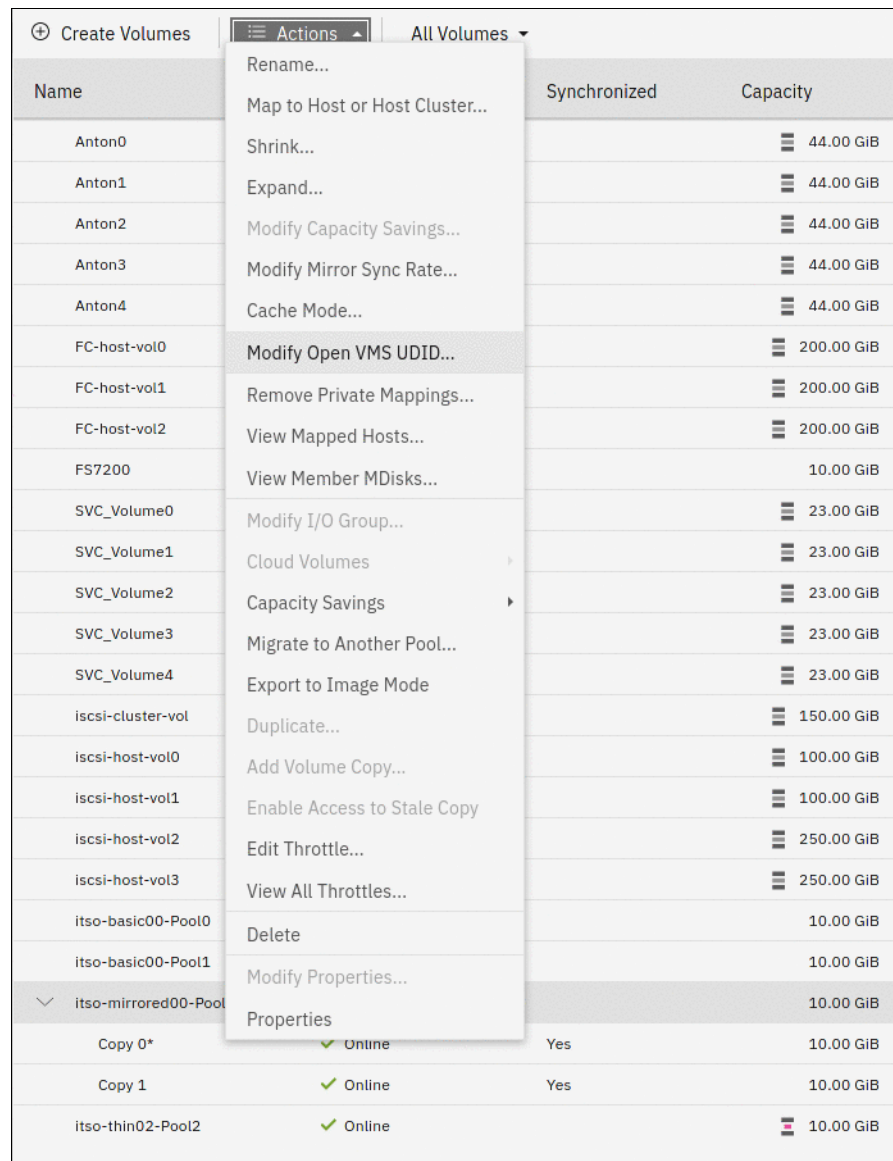 Create Volumes Actions All Volumes
Name Synchronized Capacity
Rename...
Map to Host or Host Cluster...
Anton0 Shrink... 44.00 GiB
Anton1 Expand... 44.00 GiB
Anton2 Modify Capacity Savings... 44.00 GiB
Anton3 Modify Mirror Sync Rate... 44.00 GiB
Anton4 Cache Mode... 44.00 GiB
FC-host-vol0 Modify Open VMS UDID... 200.00 GiB
FC-host-vol1 Remove Private Mappings... 200.00 GiB
FC-host-vol2 View Mapped Hosts... 200.00 GiB
FS7200 View Member MDisks... 10.00 GiB
SVC_Volume0 Modify I/O Group... 23.00 GiB
SVC_Volume1 Cloud Volumes 23.00 GiB
SVC_Volume2 Capacity Savings 23.00 GiB
SVC_Volume3 Migrate to Another Pool... 23.00 GiB
SVC_Volume4 Export to Image Mode 23.00 GiB
iscsi-cluster-vol Duplicate... 150.00 GiB
iscsi-host-vol0 Add Volume Copy... 100.00 GiB
iscsi-host-vol1 Enable Access to Stale Copy 100.00 GiB
iscsi-host-vol2 Edit Throttle... 250.00 GiB
iscsi-host-vol3 View All Throttles... 250.00 GiB
itso-basic00-Pool0 Delete 10.00 GiB
itso-basic00-Pool1 Modify Properties... 10.00 GiB
itso-mirrored00-Pool Properties 10.00 GiB
Copy 0* Online Yes 10.00 GiB
Copy 1 Online Yes 10.00 GiB
itso-thin02-Pool2 Online 10.00 GiB